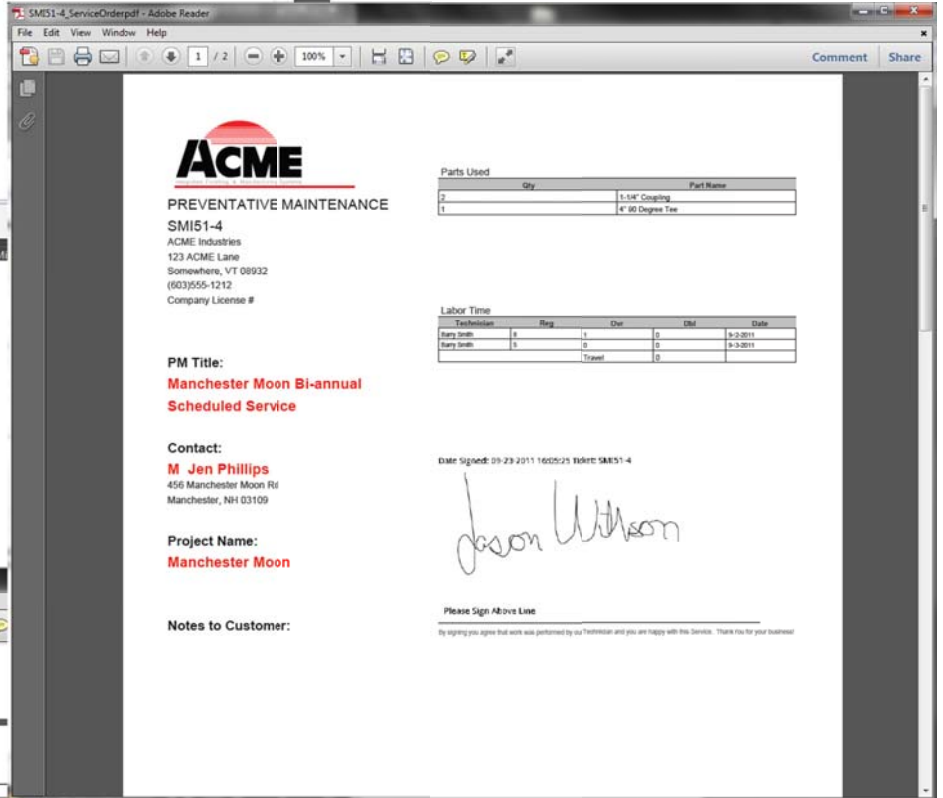 SMI51-4_ServiceOrderpdf - Adobe Reader
File Edit View Window Help
1 / 2 100% Comment Share
ACME
PREVENTATIVE MAINTENANCE
SMI51-4
ACME Industries
123 ACME Lane
Somewhere, VT 08932
(603)555-1212
Company License #
PM Title:
Manchester Moon Bi-annual
Scheduled Service
Contact:
M Jen Phillips
456 Manchester Moon Rd
Manchester, NH 03109
Project Name:
Manchester Moon
Notes to Customer:
Parts Used
Qty Part Name
2 1-1/4" Coupling
1 4" 90 Degree Tee
Labor Time
Technician Reg Ovr Dbl Date
Barry Smith 8 1 0 9-2-2011
Barry Smith 5 0 0 9-3-2011
Travel 0
Date Signed: 09-23-2011 16:05:25 Ticket: SMI51-4
Jason Willson
Please Sign Above Line
By signing you agree that work was performed by our Technician and you are happy with this Service. Thank You for your business!